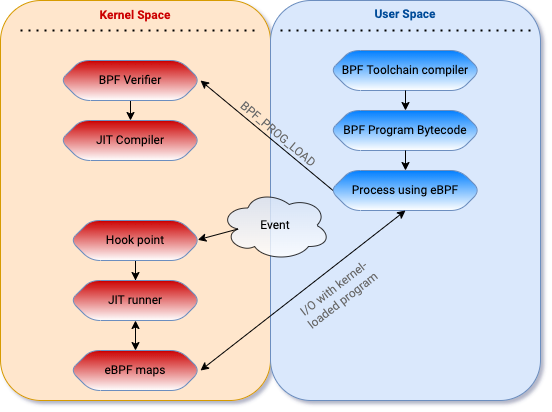 Kernel Space
BPF Verifier
JIT Compiler
Hook point
JIT runner
eBPF maps
BPF_PROG_LOAD
Event
I/O with kernel-
loaded program
User Space
BPF Toolchain compiler
BPF Program Bytecode
Process using eBPF